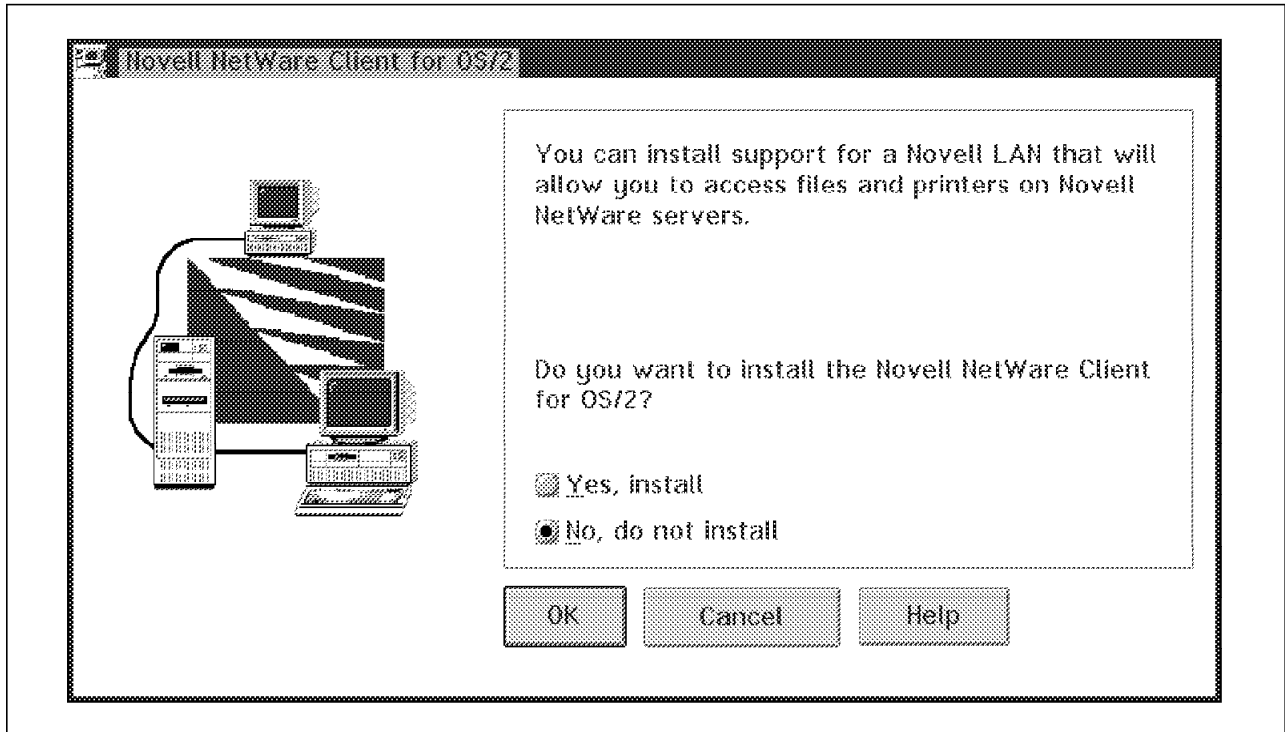 Novell NetWare Client for OS/2
You can install support for a Novell LAN that will
allow you to access files and printers on Novell
NetWare servers.
Do you want to install the Novell NetWare Client
for OS/2?
Yes, install
No, do not install
OK
Cancel
Help